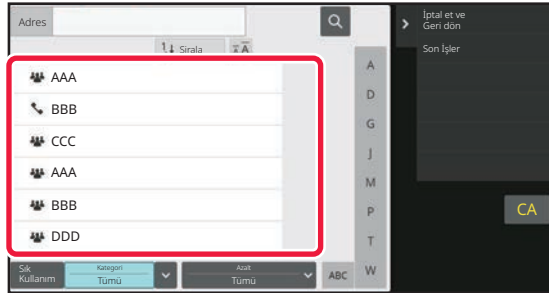 Adres
İptal et ve
Geri dön
Sırala
A
Son İşler
AAA
BBB
CCC
AAA
BBB
DDD
A
D
G
J
M
P
T
W
CA
Sık
Kullanım
Kategori
Tümü
Azalt
Tümü
ABC